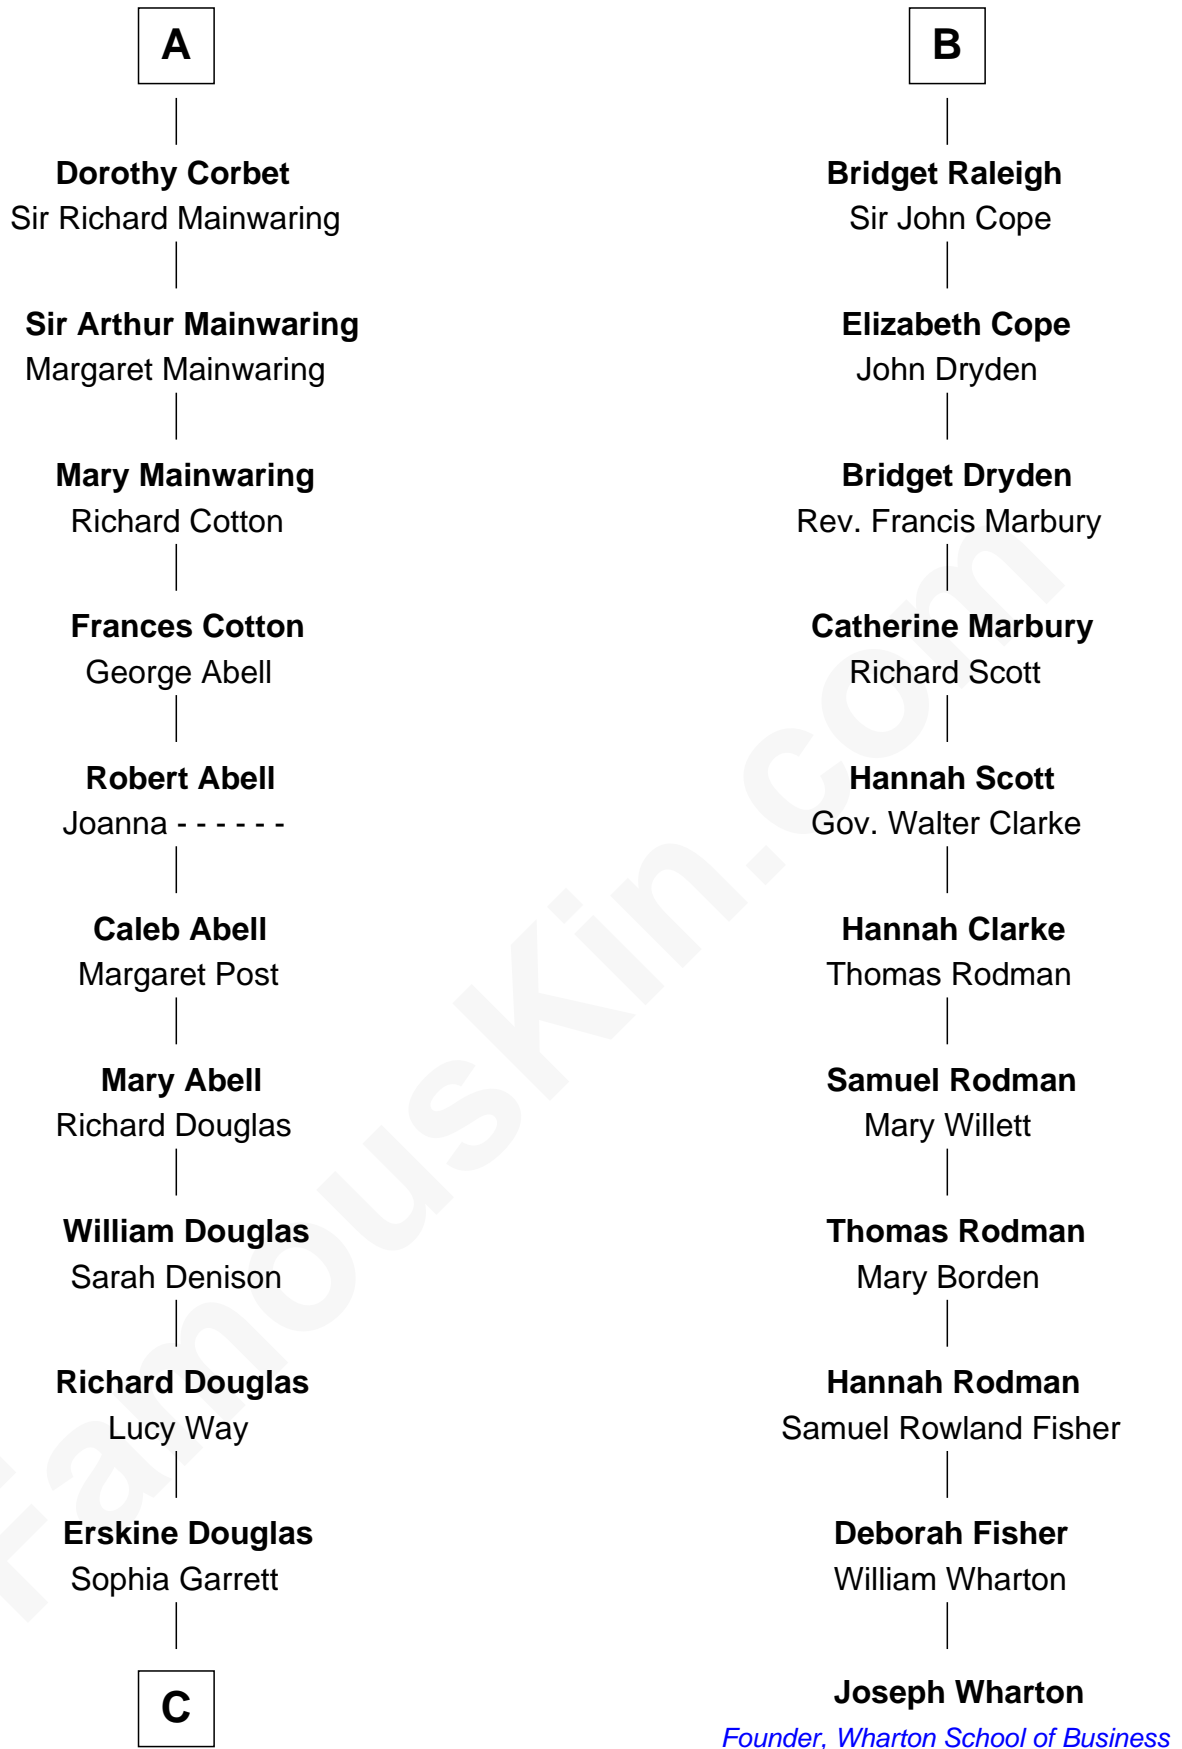 A
Dorothy Corbet
Sir Richard Mainwaring
Sir Arthur Mainwaring
Margaret Mainwaring
Mary Mainwaring
Richard Cotton
Frances Cotton
George Abell
Robert Abell
Joanna - - - - - -
Caleb Abell
Margaret Post
Mary Abell
Richard Douglas
William Douglas
Sarah Denison
Richard Douglas
Lucy Way
Erskine Douglas
Sophia Garrett
C
B
Bridget Raleigh
Sir John Cope
Elizabeth Cope
John Dryden
Bridget Dryden
Rev. Francis Marbury
Catherine Marbury
Richard Scott
Hannah Scott
Gov. Walter Clarke
Hannah Clarke
Thomas Rodman
Samuel Rodman
Mary Willett
Thomas Rodman
Mary Borden
Hannah Rodman
Samuel Rowland Fisher
Deborah Fisher
William Wharton
Joseph Wharton
Founder, Wharton School of Business
FamousKin.com